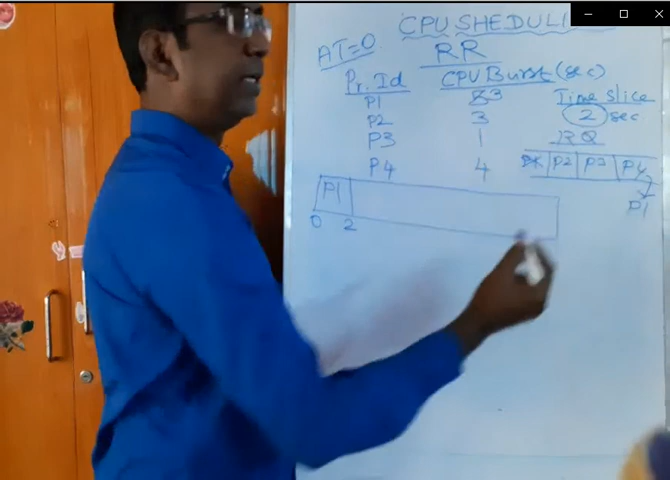 CPU SHEDULI
AT=0
RR
Pr. Id CPU Burst (sec)
P1 3 Time Slice
P2 3 2 sec
P3 1 RQ
P4 4 P2 P3 P4
P1
P1
0 2